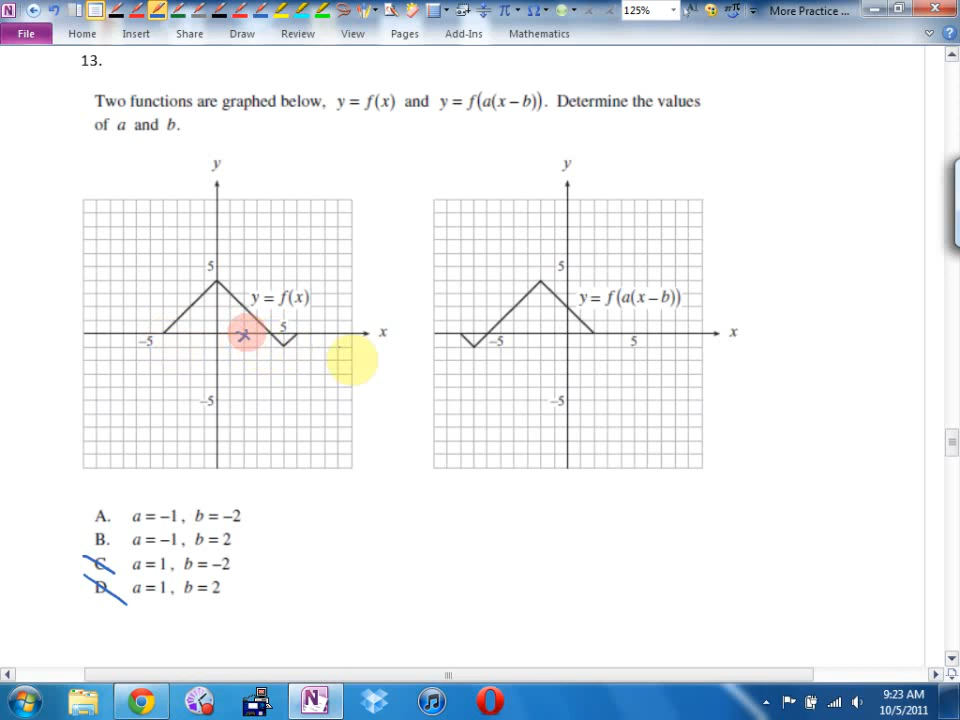 125%
More Practice ...
File Home Insert Share Draw Review View Pages Add-Ins Mathematics
13.
Two functions are graphed below, y = f(x) and y = f(a(x – b)). Determine the values
of a and b.
y
5
y = f(x)
5
x
–5
–5
y
5
y = f(a(x – b))
x
–5
5
–5
A. a = –1, b = –2
B. a = –1, b = 2
C. a = 1, b = –2
D. a = 1, b = 2
9:23 AM
10/5/2011